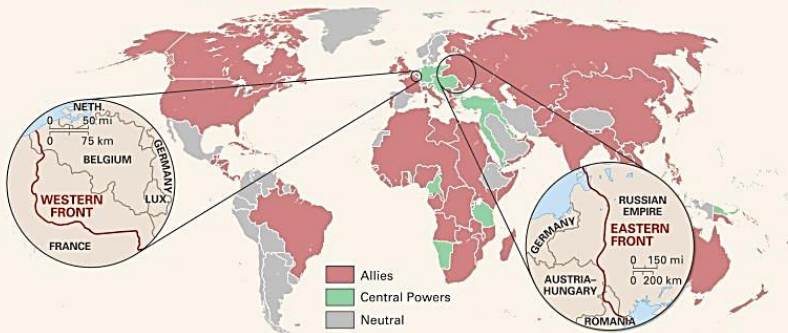 NETH.
0 50 mi
0 75 km
BELGIUM
GERMANY
LUX.
WESTERN
FRONT
FRANCE
Allies
Central Powers
Neutral
RUSSIAN
EMPIRE
GERMANY
EASTERN
FRONT
0 150 mi
0 200 km
AUSTRIA–
HUNGARY
ROMANIA